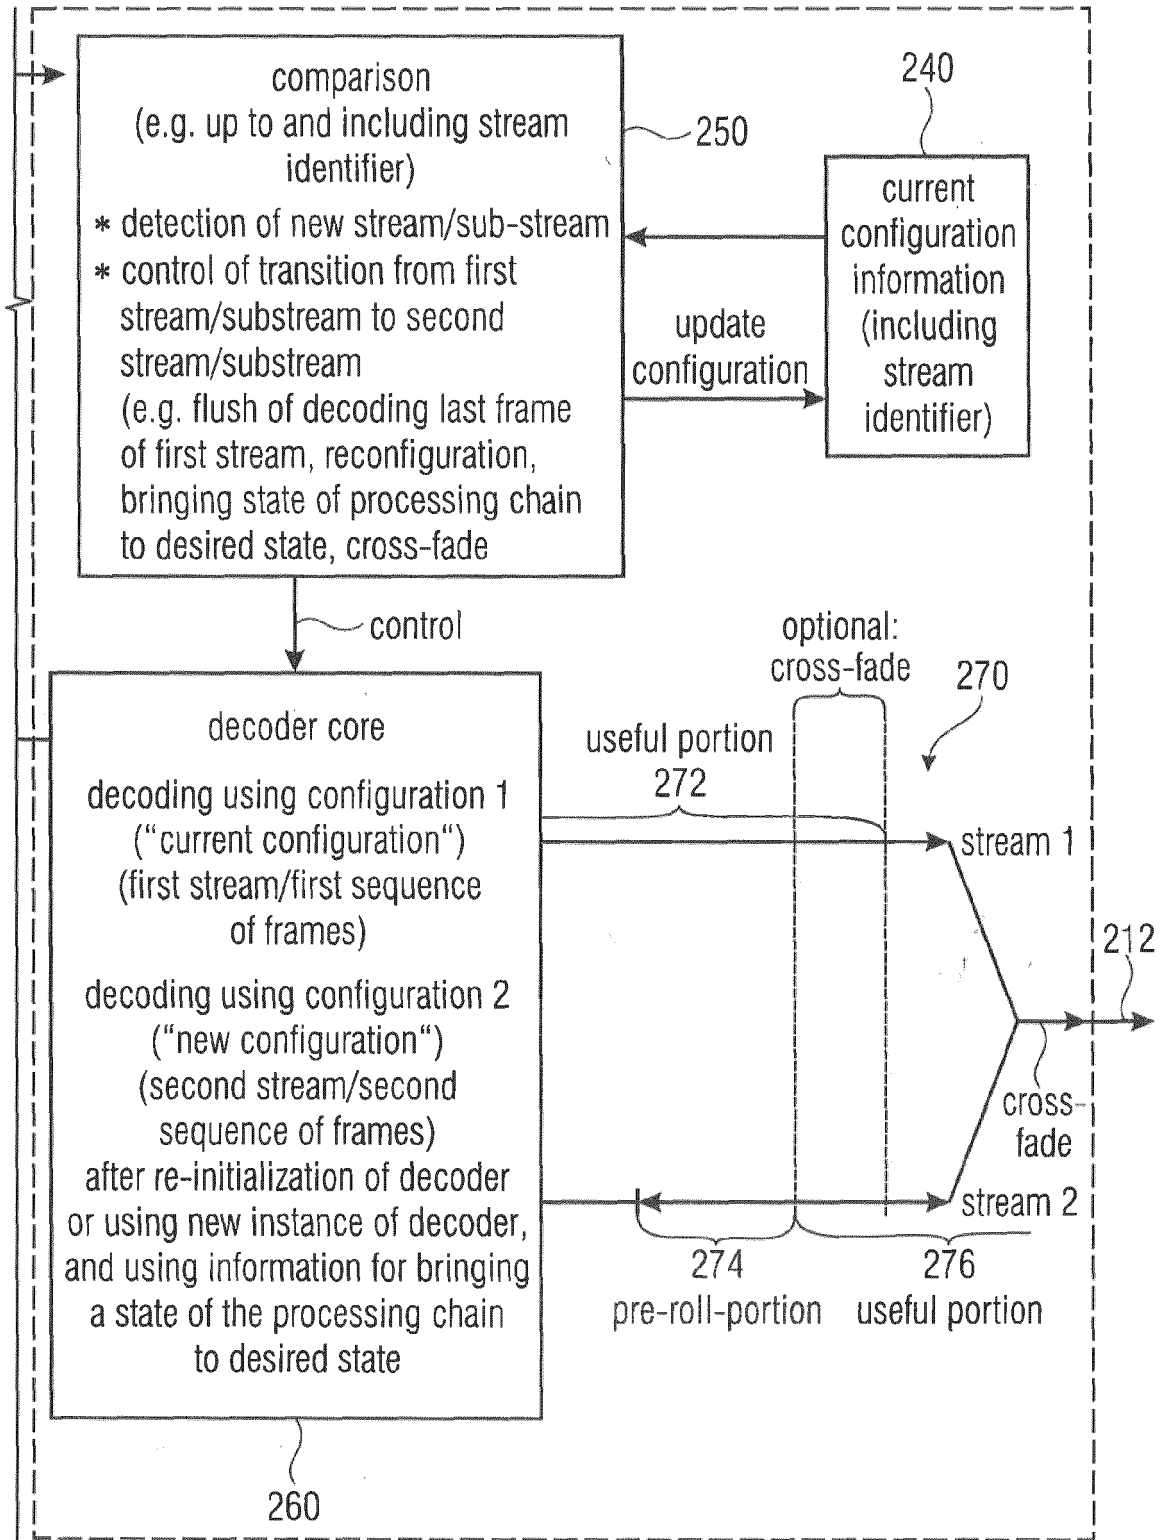 comparison
(e.g. up to and including stream
identifier)
* detection of new stream/sub-stream
* control of transition from first
stream/substream to second
stream/substream
(e.g. flush of decoding last frame
of first stream, reconfiguration,
bringing state of processing chain
to desired state, cross-fade
250
240
current
configuration
information
(including
stream
identifier)
update
configuration
control
decoder core
decoding using configuration 1
("current configuration")
(first stream/first sequence
of frames)
decoding using configuration 2
("new configuration")
(second stream/second
sequence of frames)
after re-initialization of decoder
or using new instance of decoder,
and using information for bringing
a state of the processing chain
to desired state
260
optional:
cross-fade
270
useful portion
272
stream 1
212
cross-
fade
stream 2
274
pre-roll-portion
276
useful portion